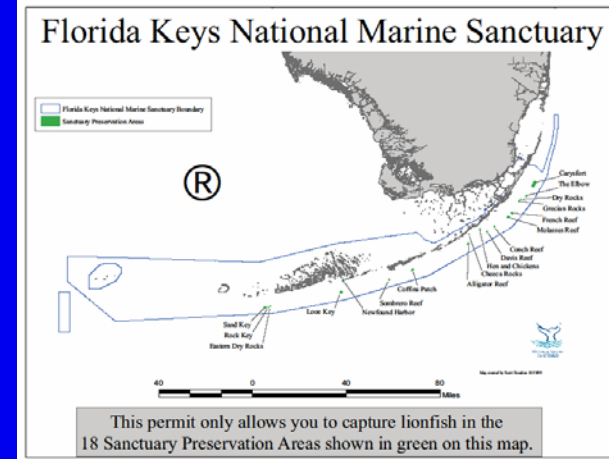 Florida Keys National Marine Sanctuary
Florida Keys National Marine Sanctuary Boundary
Sanctuary Preservation Areas
®
Carysfort
The Elbow
Dry Rocks
Grecian Rocks
French Reef
Molasses Reef
Conch Reef
Davis Reef
Hen and Chickens
Cheeca Rocks
Alligator Reef
Coffins Patch
Sombrero Reef
Newfound Harbor
Looe Key
Sand Key
Rock Key
Eastern Dry Rocks
40 0 40 80
Miles
This permit only allows you to capture lionfish in the
18 Sanctuary Preservation Areas shown in green on this map.